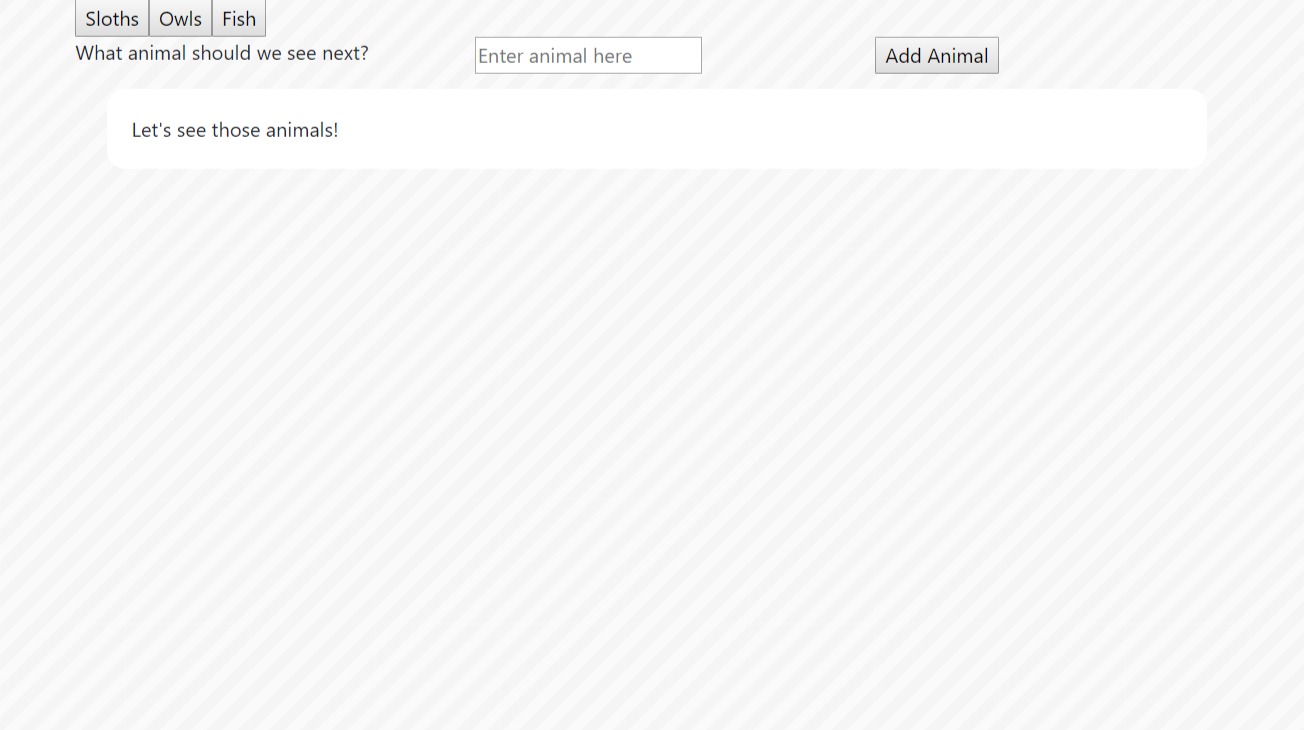 Sloths Owls Fish
What animal should we see next? Enter animal here Add Animal
Let's see those animals!